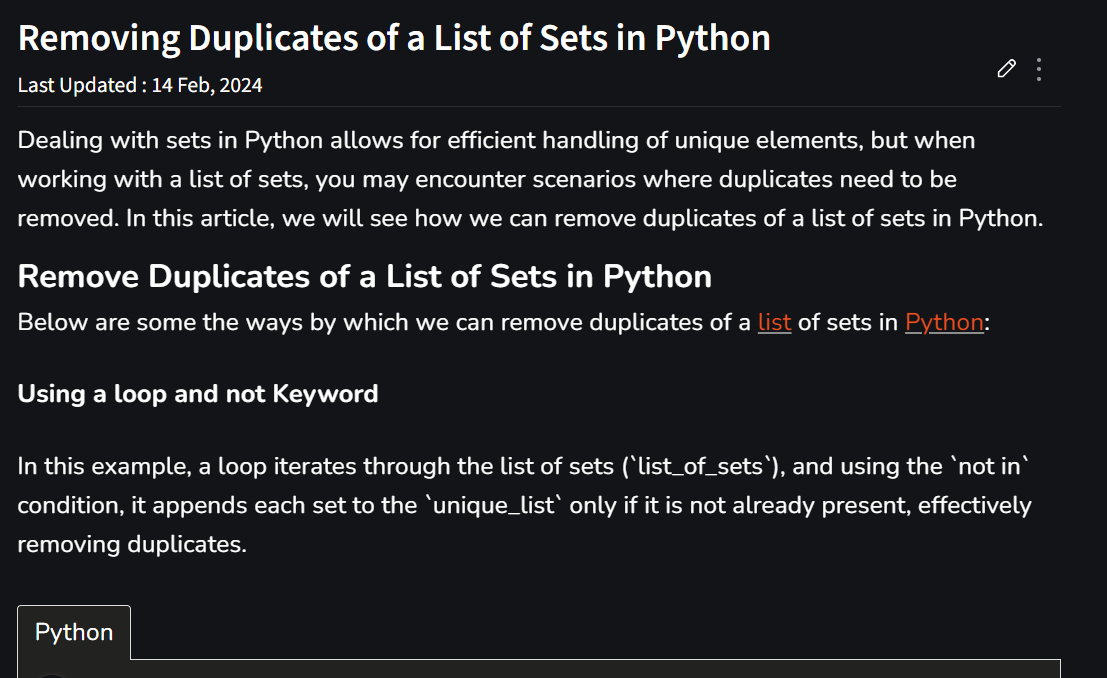 Removing Duplicates of a List of Sets in Python
Last Updated : 14 Feb, 2024
Dealing with sets in Python allows for efficient handling of unique elements, but when
working with a list of sets, you may encounter scenarios where duplicates need to be
removed. In this article, we will see how we can remove duplicates of a list of sets in Python.
Remove Duplicates of a List of Sets in Python
Below are some the ways by which we can remove duplicates of a list of sets in Python:
Using a loop and not Keyword
In this example, a loop iterates through the list of sets (`list_of_sets`), and using the `not in`
condition, it appends each set to the `unique_list` only if it is not already present, effectively
removing duplicates.
Python